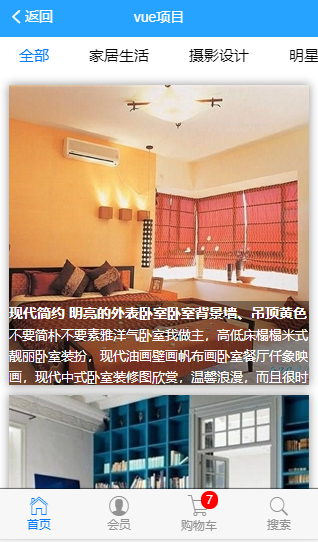 返回
vue项目
全部 家居生活 摄影设计 明星
现代简约 明亮的外表卧室卧室背景墙、吊顶黄色
不要简朴不要素雅洋气卧室我做主，高低床榻榻米式
靓丽卧室装扮，现代油画壁画帆布画卧室餐厅仟象映
画，现代中式卧室装修图欣赏，温馨浪漫，而且很时
7
首页 会员 购物车 搜索